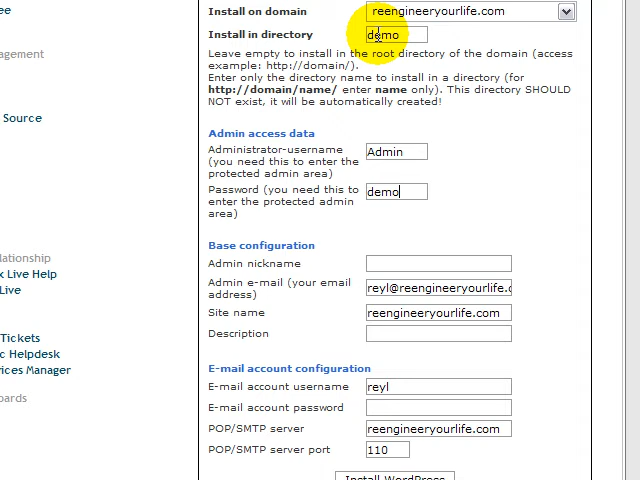 Install on domain reengineeryourlife.com
Install in directory demo
Leave empty to install in the root directory of the domain (access
example: http://domain/).
Enter only the directory name to install in a directory (for
http://domain/name/ enter name only). This directory SHOULD
NOT exist, it will be automatically created!
Admin access data
Administrator-username
(you need this to enter the
protected admin area)
Admin
Password (you need this to
enter the protected admin
area)
demo
Base configuration
Admin nickname
Admin e-mail (your email
address)
reyl@reengineeryourlife.c
Site name reengineeryourlife.com
Description
E-mail account configuration
E-mail account username reyl
E-mail account password
POP/SMTP server reengineeryourlife.com
POP/SMTP server port 110
Install WordPress
agement
Source
lationship
k Live Help
Live
Tickets
c Helpdesk
vices Manager
oards